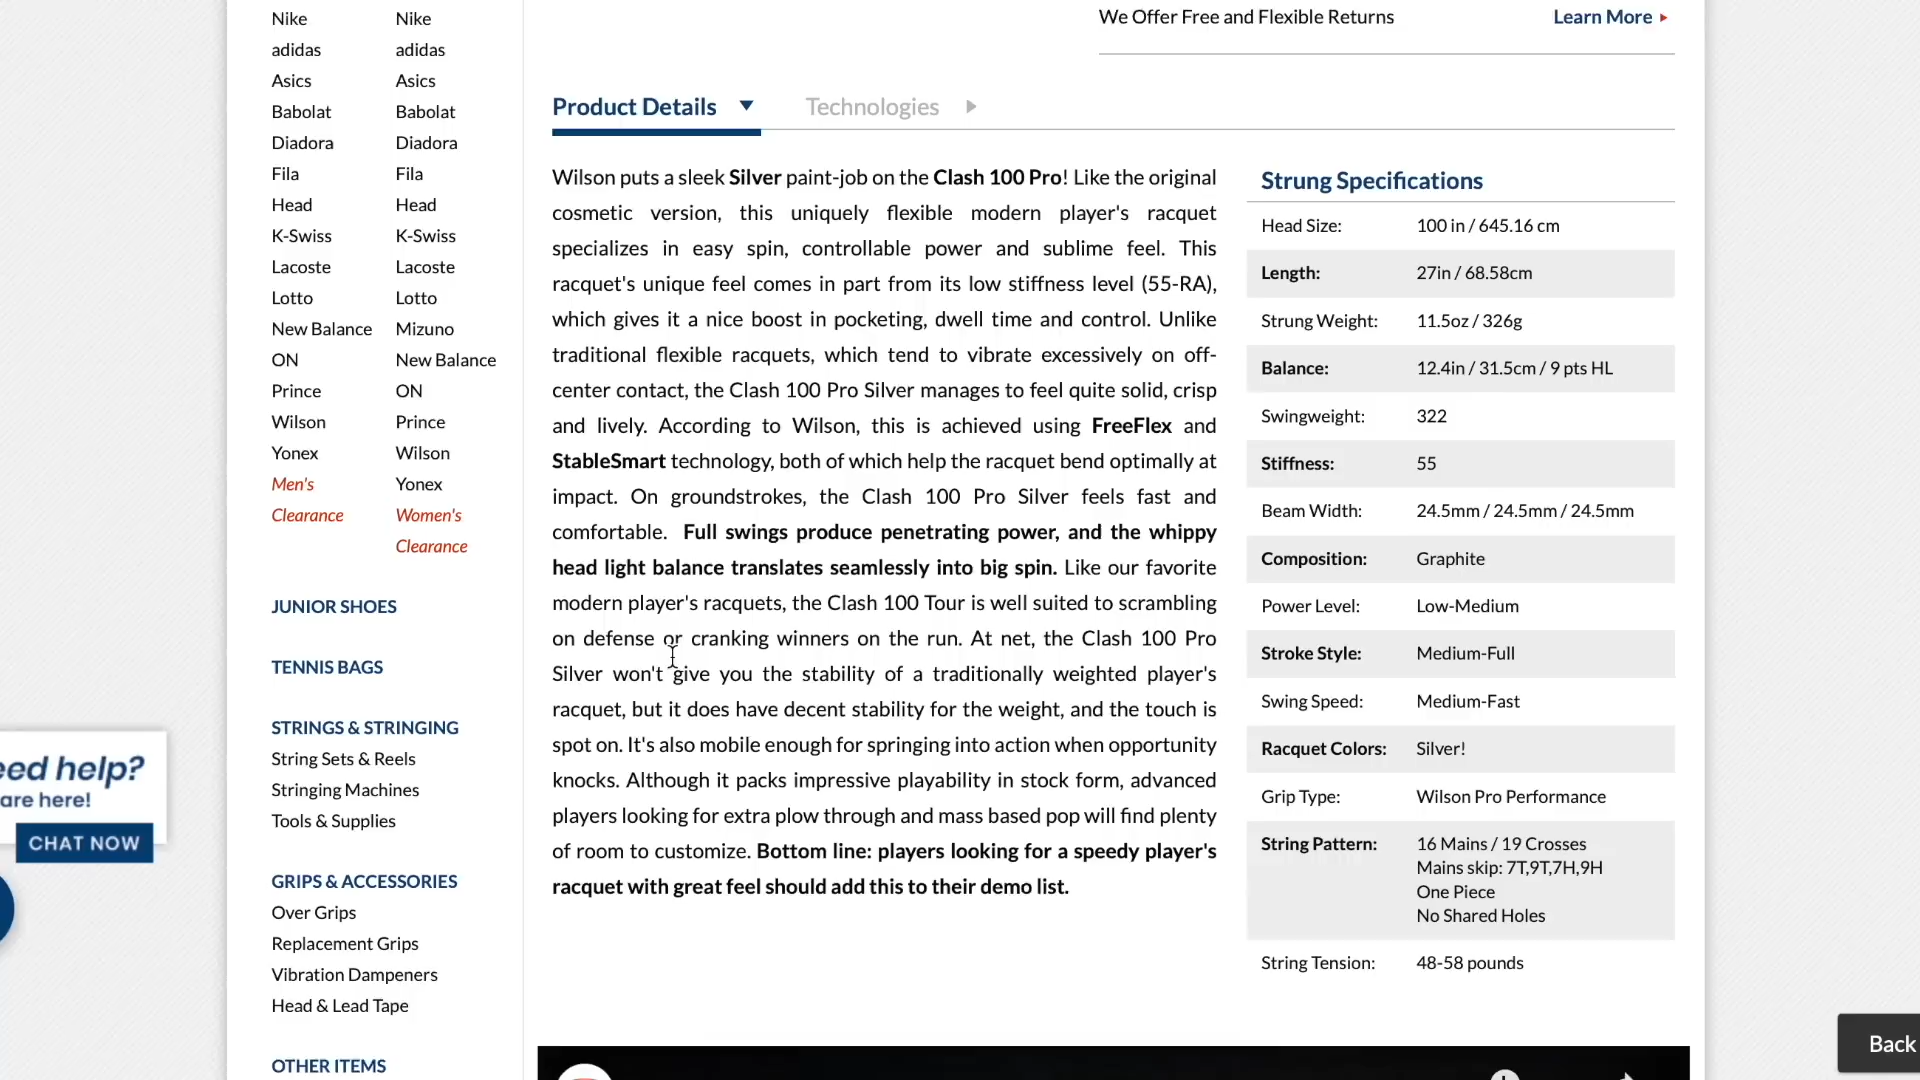 Nike
adidas
Asics
Babolat
Diadora
Fila
Head
K-Swiss
Lacoste
Lotto
New Balance
ON
Prince
Wilson
Yonex
Men's
Clearance
Nike
adidas
Asics
Babolat
Diadora
Fila
Head
K-Swiss
Lacoste
Lotto
Mizuno
New Balance
ON
Prince
Wilson
Yonex
Women's
Clearance
JUNIOR SHOES
TENNIS BAGS
STRINGS & STRINGING
String Sets & Reels
Stringing Machines
Tools & Supplies
GRIPS & ACCESSORIES
Over Grips
Replacement Grips
Vibration Dampeners
Head & Lead Tape
OTHER ITEMS
help?
are here!
CHAT NOW
We Offer Free and Flexible Returns
Learn More
Product Details
Technologies
Wilson puts a sleek Silver paint-job on the Clash 100 Pro! Like the original
cosmetic version, this uniquely flexible modern player's racquet
specializes in easy spin, controllable power and sublime feel. This
racquet's unique feel comes in part from its low stiffness level (55-RA),
which gives it a nice boost in pocketing, dwell time and control. Unlike
traditional flexible racquets, which tend to vibrate excessively on off-
center contact, the Clash 100 Pro Silver manages to feel quite solid, crisp
and lively. According to Wilson, this is achieved using FreeFlex and
StableSmart technology, both of which help the racquet bend optimally at
impact. On groundstrokes, the Clash 100 Pro Silver feels fast and
comfortable. Full swings produce penetrating power, and the whippy
head light balance translates seamlessly into big spin. Like our favorite
modern player's racquets, the Clash 100 Tour is well suited to scrambling
on defense or cranking winners on the run. At net, the Clash 100 Pro
Silver won't give you the stability of a traditionally weighted player's
racquet, but it does have decent stability for the weight, and the touch is
spot on. It's also mobile enough for springing into action when opportunity
knocks. Although it packs impressive playability in stock form, advanced
players looking for extra plow through and mass based pop will find plenty
of room to customize. Bottom line: players looking for a speedy player's
racquet with great feel should add this to their demo list.
Strung Specifications
Head Size: 100 in / 645.16 cm
Length: 27in / 68.58cm
Strung Weight: 11.5oz / 326g
Balance: 12.4in / 31.5cm / 9 pts HL
Swingweight: 322
Stiffness: 55
Beam Width: 24.5mm / 24.5mm / 24.5mm
Composition: Graphite
Power Level: Low-Medium
Stroke Style: Medium-Full
Swing Speed: Medium-Fast
Racquet Colors: Silver!
Grip Type: Wilson Pro Performance
String Pattern: 16 Mains / 19 Crosses
Mains skip: 7T,9T,7H,9H
One Piece
No Shared Holes
String Tension: 48-58 pounds
Back